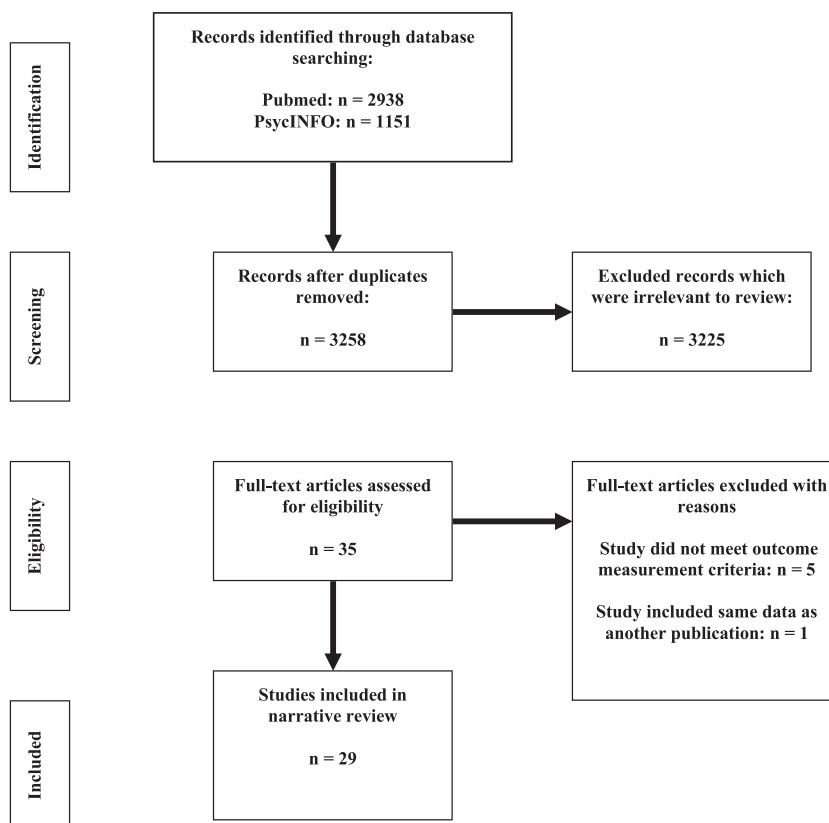 Identification
Records identified through database
searching:
Pubmed: n = 2938
PsycINFO: n = 1151
Screening
Records after duplicates
removed:
n = 3258
Excluded records which
were irrelevant to review:
n = 3225
Eligibility
Full-text articles assessed
for eligibility
n = 35
Full-text articles excluded with
reasons
Study did not meet outcome
measurement criteria: n = 5
Study included same data as
another publication: n = 1
Included
Studies included in
narrative review
n = 29